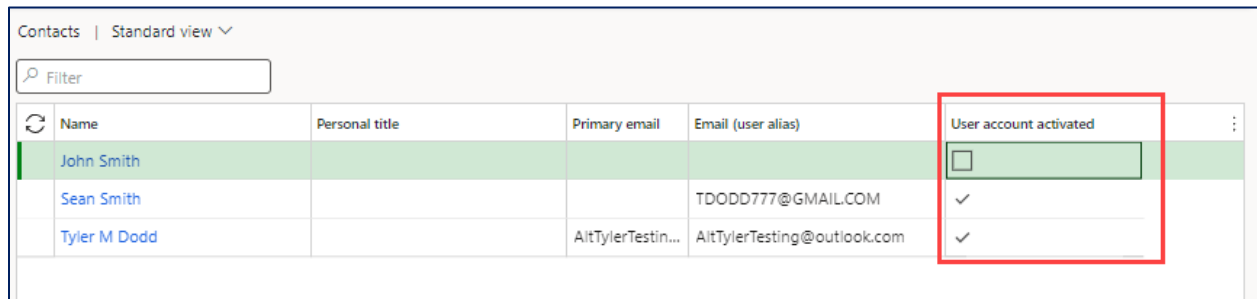 Contacts | Standard view
Filter
Name Personal title Primary email Email (user alias) User account activated
John Smith
Sean Smith TDODD777@GMAIL.COM
Tyler M Dodd AltTylerTestin... AltTylerTesting@outlook.com